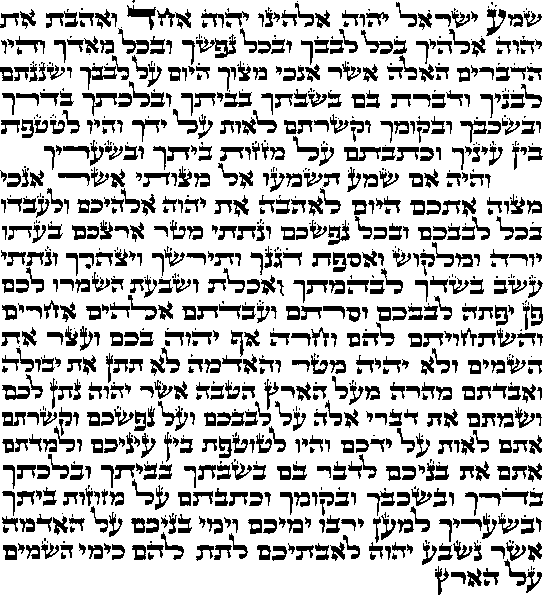 שמע ישראל יהוה אלהינו יהוה אחד ואהבת את
יהוה אלהיך בכל לבבך ובכל נפשך ובכל מאדך והיו
הדברים האלה אשר אנכי מצוך היום על לבבך ושננתם
לבניך ודברת בם בשבתך בביתך ובלכתך בדרך
ובשכבך ובקומך וקשרתם לאות על ידך והיו לטטפת
בין עיניך וכתבתם על מזזות ביתך ובשעריך
והיה אם שמע תשמעו אל מצותי אשר אנכי
מצוה אתכם היום לאהבה את יהוה אלהיכם ולעבדו
בכל לבבכם ובכל נפשכם ונתתי מטר ארצכם בעתו
יורה ומלקוש ואספת דגנך ותירשך ויצהרך ונתתי
עשב בשדך לבהמתך ואכלת ושבעת השמרו לכם
פן יפתה לבבכם וסרתם ועבדתם אלהים אחרים
והשתחויתם להם וחרה אף יהוה בכם ועצר את
השמים ולא יהיה מטר והאדמה לא תתן את יבולה
ואבדתם מהרה מעל הארץ הטבה אשר יהוה נתן לכם
ושמתם את דברי אלה על לבבכם ועל נפשכם וקשרתם
אתם לאות על ידכם והיו לטוטפת בין עיניכם ולמדתם
אתם את בניכם לדבר בם בשבתך בביתך ובלכתך
בדרך ובשכבך ובקומך וכתבתם על מזוזות ביתך
ובשעריך למען ירבו ימיכם וימי בניכם על האדמה
אשר נשבע יהוה לאבתיכם לתת להם כימי השמים
על הארץ